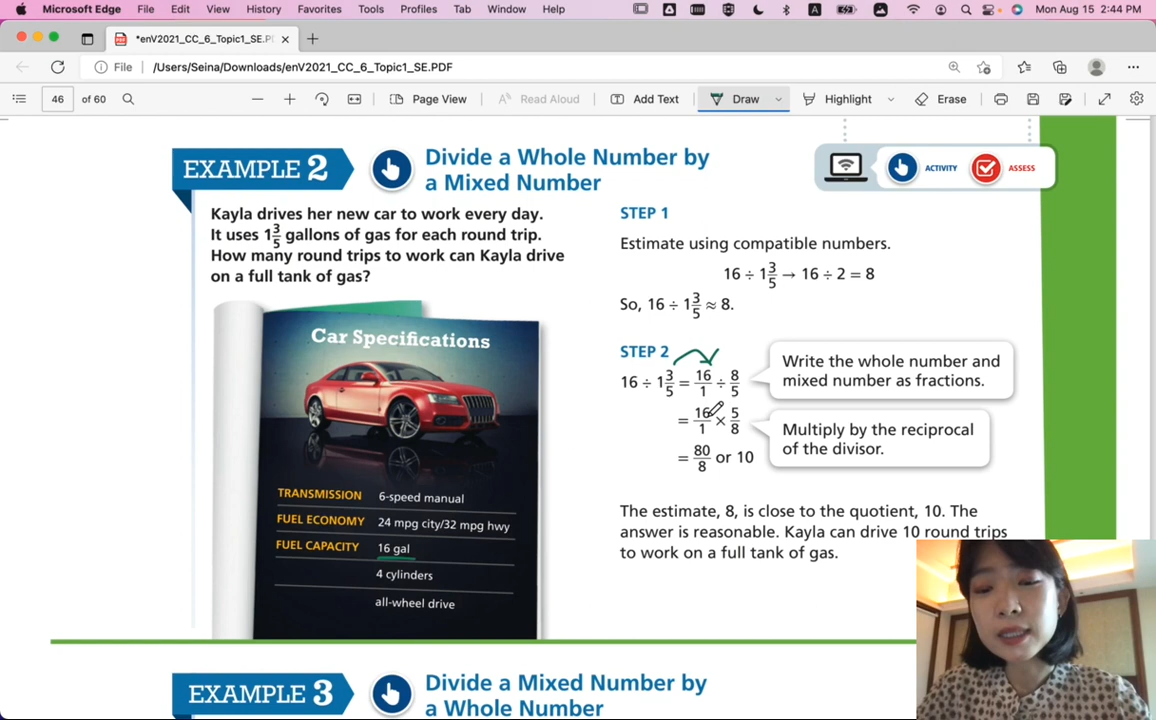 Microsoft Edge File Edit View History Favorites Tools Profiles Tab Window Help Mon Aug 15 2:44 PM
*enV2021_CC_6_Topic1_SE.P
File /Users/Seina/Downloads/enV2021_CC_6_Topic1_SE.PDF
46 of 60 Page View Read Aloud Add Text Draw Highlight Erase
EXAMPLE 2
Divide a Whole Number by
a Mixed Number
ACTIVITY ASSESS
Kayla drives her new car to work every day.
It uses 1 3/5 gallons of gas for each round trip.
How many round trips to work can Kayla drive
on a full tank of gas?
Car Specifications
TRANSMISSION 6-speed manual
FUEL ECONOMY 24 mpg city/32 mpg hwy
FUEL CAPACITY 16 gal
4 cylinders
all-wheel drive
STEP 1
Estimate using compatible numbers.
16 ÷ 1 3/5 → 16 ÷ 2 = 8
So, 16 ÷ 1 3/5 ≈ 8.
STEP 2
16 ÷ 1 3/5 = 16/1 ÷ 8/5
= 16/1 × 5/8
= 80/8 or 10
Write the whole number and
mixed number as fractions.
Multiply by the reciprocal
of the divisor.
The estimate, 8, is close to the quotient, 10. The
answer is reasonable. Kayla can drive 10 round trips
to work on a full tank of gas.
EXAMPLE 3
Divide a Mixed Number by
a Whole Number